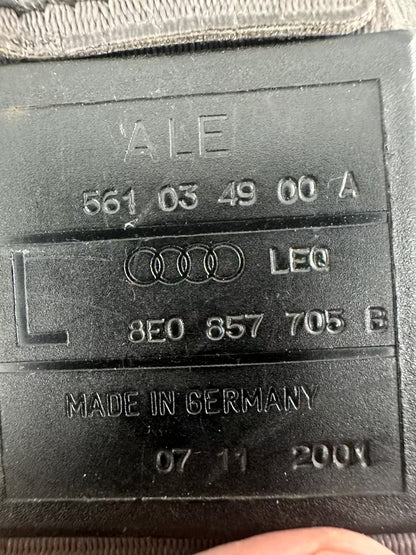 ALE
561 03 49 00 A
L
LEQ
8E0 857 705 B
MADE IN GERMANY
07 11 2001